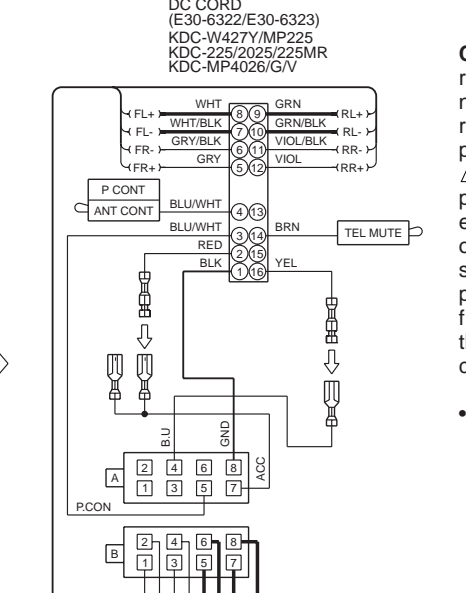 DC CORD
(E30-6322/E30-6323)
KDC-W427Y/MP225
KDC-225/2025/225MR
KDC-MP4026/G/V
WHT 8 9 GRN
FL+ RL+
WHT/BLK 7 10 GRN/BLK
FL- RL-
GRY/BLK 6 11 VIOL/BLK
FR- RR-
GRY 5 12 VIOL
FR+ RR+
P CONT
ANT CONT
BLU/WHT 4 13
BLU/WHT 3 14 BRN
TEL MUTE
RED 2 15
BLK 1 16 YEL
B.U
GND
ACC
A
2 4 6 8
1 3 5 7
P.CON
B
2 4 6 8
1 3 5 7